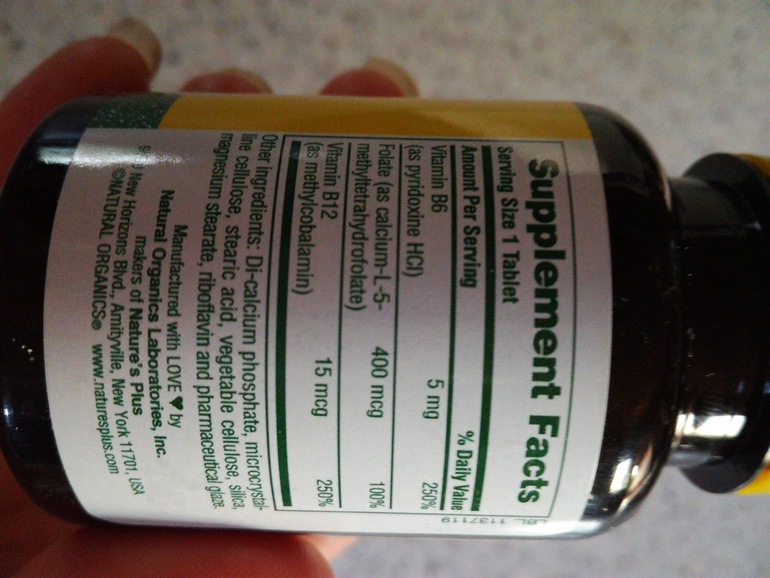 Supplement Facts
Serving Size 1 Tablet
Amount Per Serving % Daily Value
Vitamin B6 5 mg 250%
(as pyridoxine HCl)
Folate (as calcium-L-5- 400 mcg 100%
methyltetrahydrofolate)
Vitamin B12 15 mcg 250%
(as methylcobalamin)
Other ingredients: Di-calcium phosphate, microcrystal-
line cellulose, stearic acid, vegetable cellulose, silica,
magnesium stearate, riboflavin and pharmaceutical glaze.
Manufactured with LOVE ♥ by
Natural Organics Laboratories, Inc.
makers of Nature's Plus
New Horizons Blvd., Amityville, New York 11701, USA
©NATURAL ORGANICS® www.naturesplus.com
LBL. 1137119